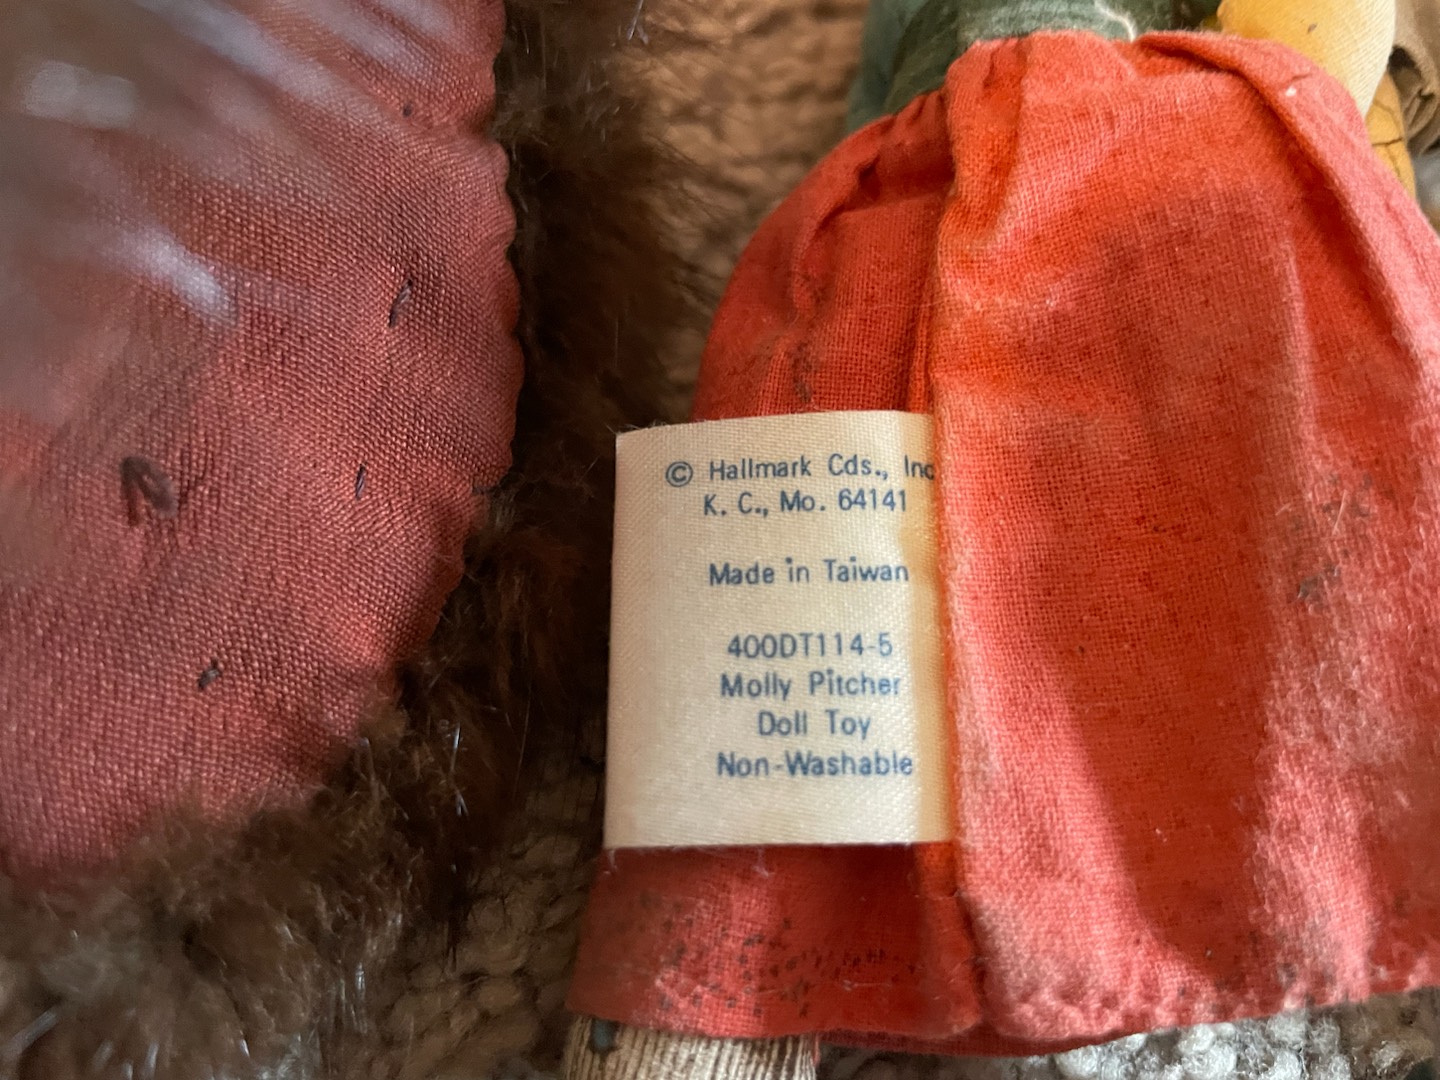 © Hallmark Cds., Inc
K. C., Mo. 64141
Made in Taiwan
400DT114-5
Molly Pitcher
Doll Toy
Non-Washable